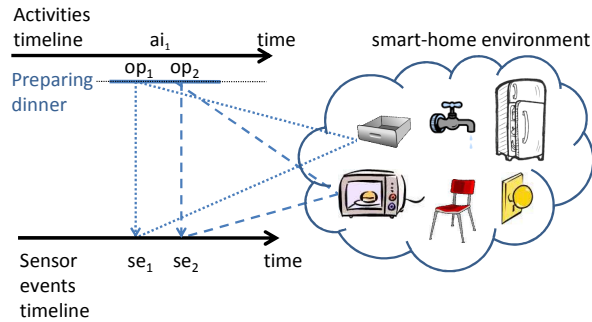 Activities
timeline
ai₁
time
smart-home environment
op₁ op₂
Preparing
dinner
se₁ se₂ time
Sensor
events
timeline